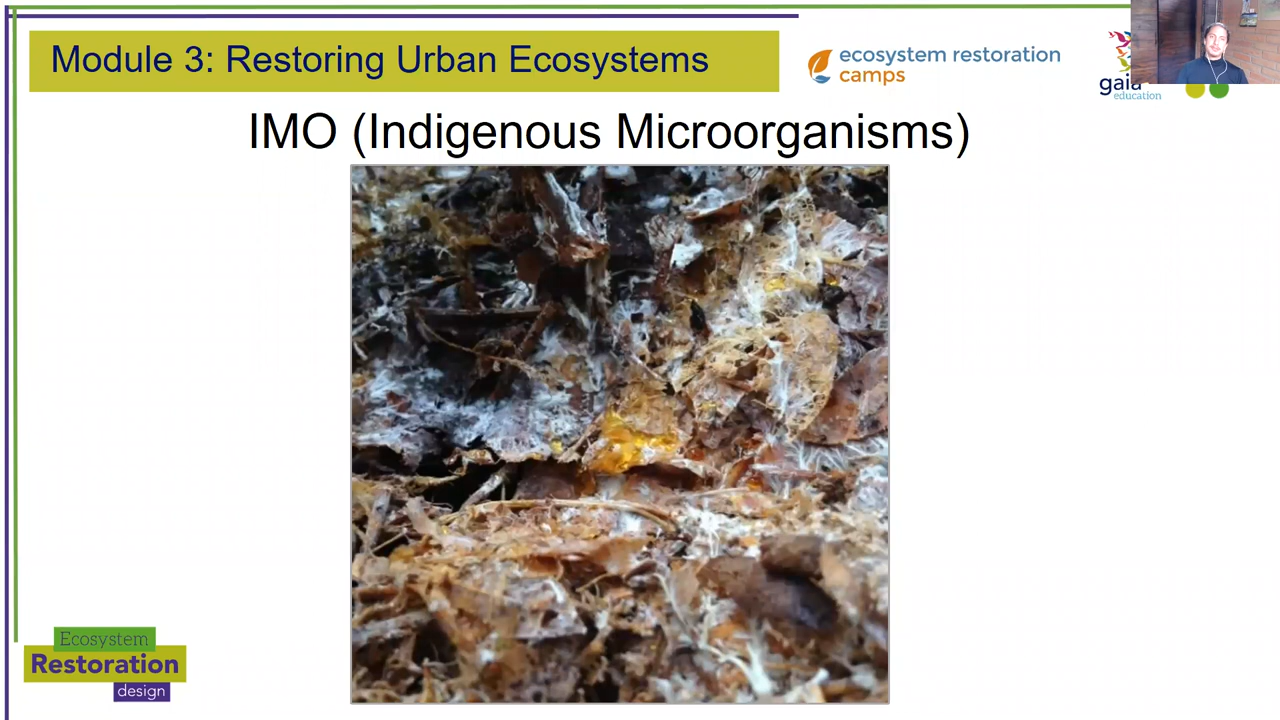 Module 3: Restoring Urban Ecosystems
ecosystem restoration
camps
gaia
education
IMO (Indigenous Microorganisms)
Ecosystem
Restoration
design